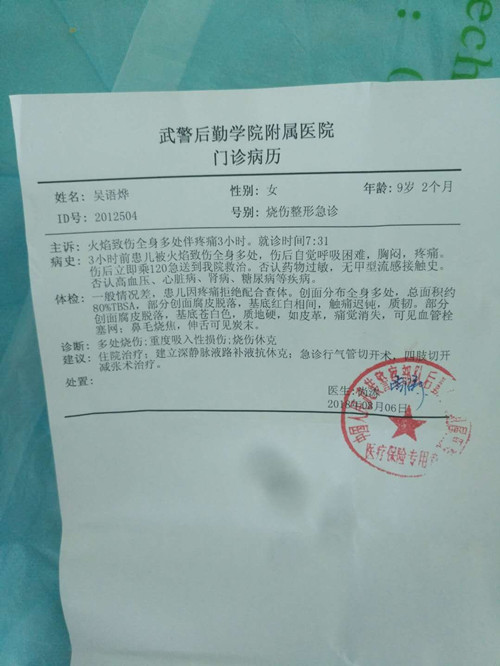 ech
武警后勤学院附属医院
门诊病历
姓名: 吴语烨 性别: 女 年龄: 9岁 2个月
ID号: 2012504 号别: 烧伤整形急诊
主诉: 火焰致伤全身多处伴疼痛3小时。就诊时间7:31
病史: 3小时前患儿被火焰致伤全身多处，伤后自觉呼吸困难，胸闷，疼痛。
伤后立即乘120急送到我院救治。否认药物过敏，无甲型流感接触史。
否认高血压、心脏病、肾病、糖尿病等疾病。
体检: 一般情况差，患儿因疼痛拒绝配合查体。创面分布全身多处，总面积约
80%TBSA，部分创面腐皮脱落，基底红白相间，触痛迟钝，质韧。部分
创面腐皮脱落，基底苍白色，质地硬，如皮革，痛觉消失，可见血管栓
塞网；鼻毛烧焦，伸舌可见炭末。
诊断: 多处烧伤;重度吸入性损伤;烧伤休克
建议: 住院治疗；建立深静脉液路补液抗休克；急诊行气管切开术，四肢切开
减张术治疗。
处置:
医生:
2018年08月06日
医疗保险专用章